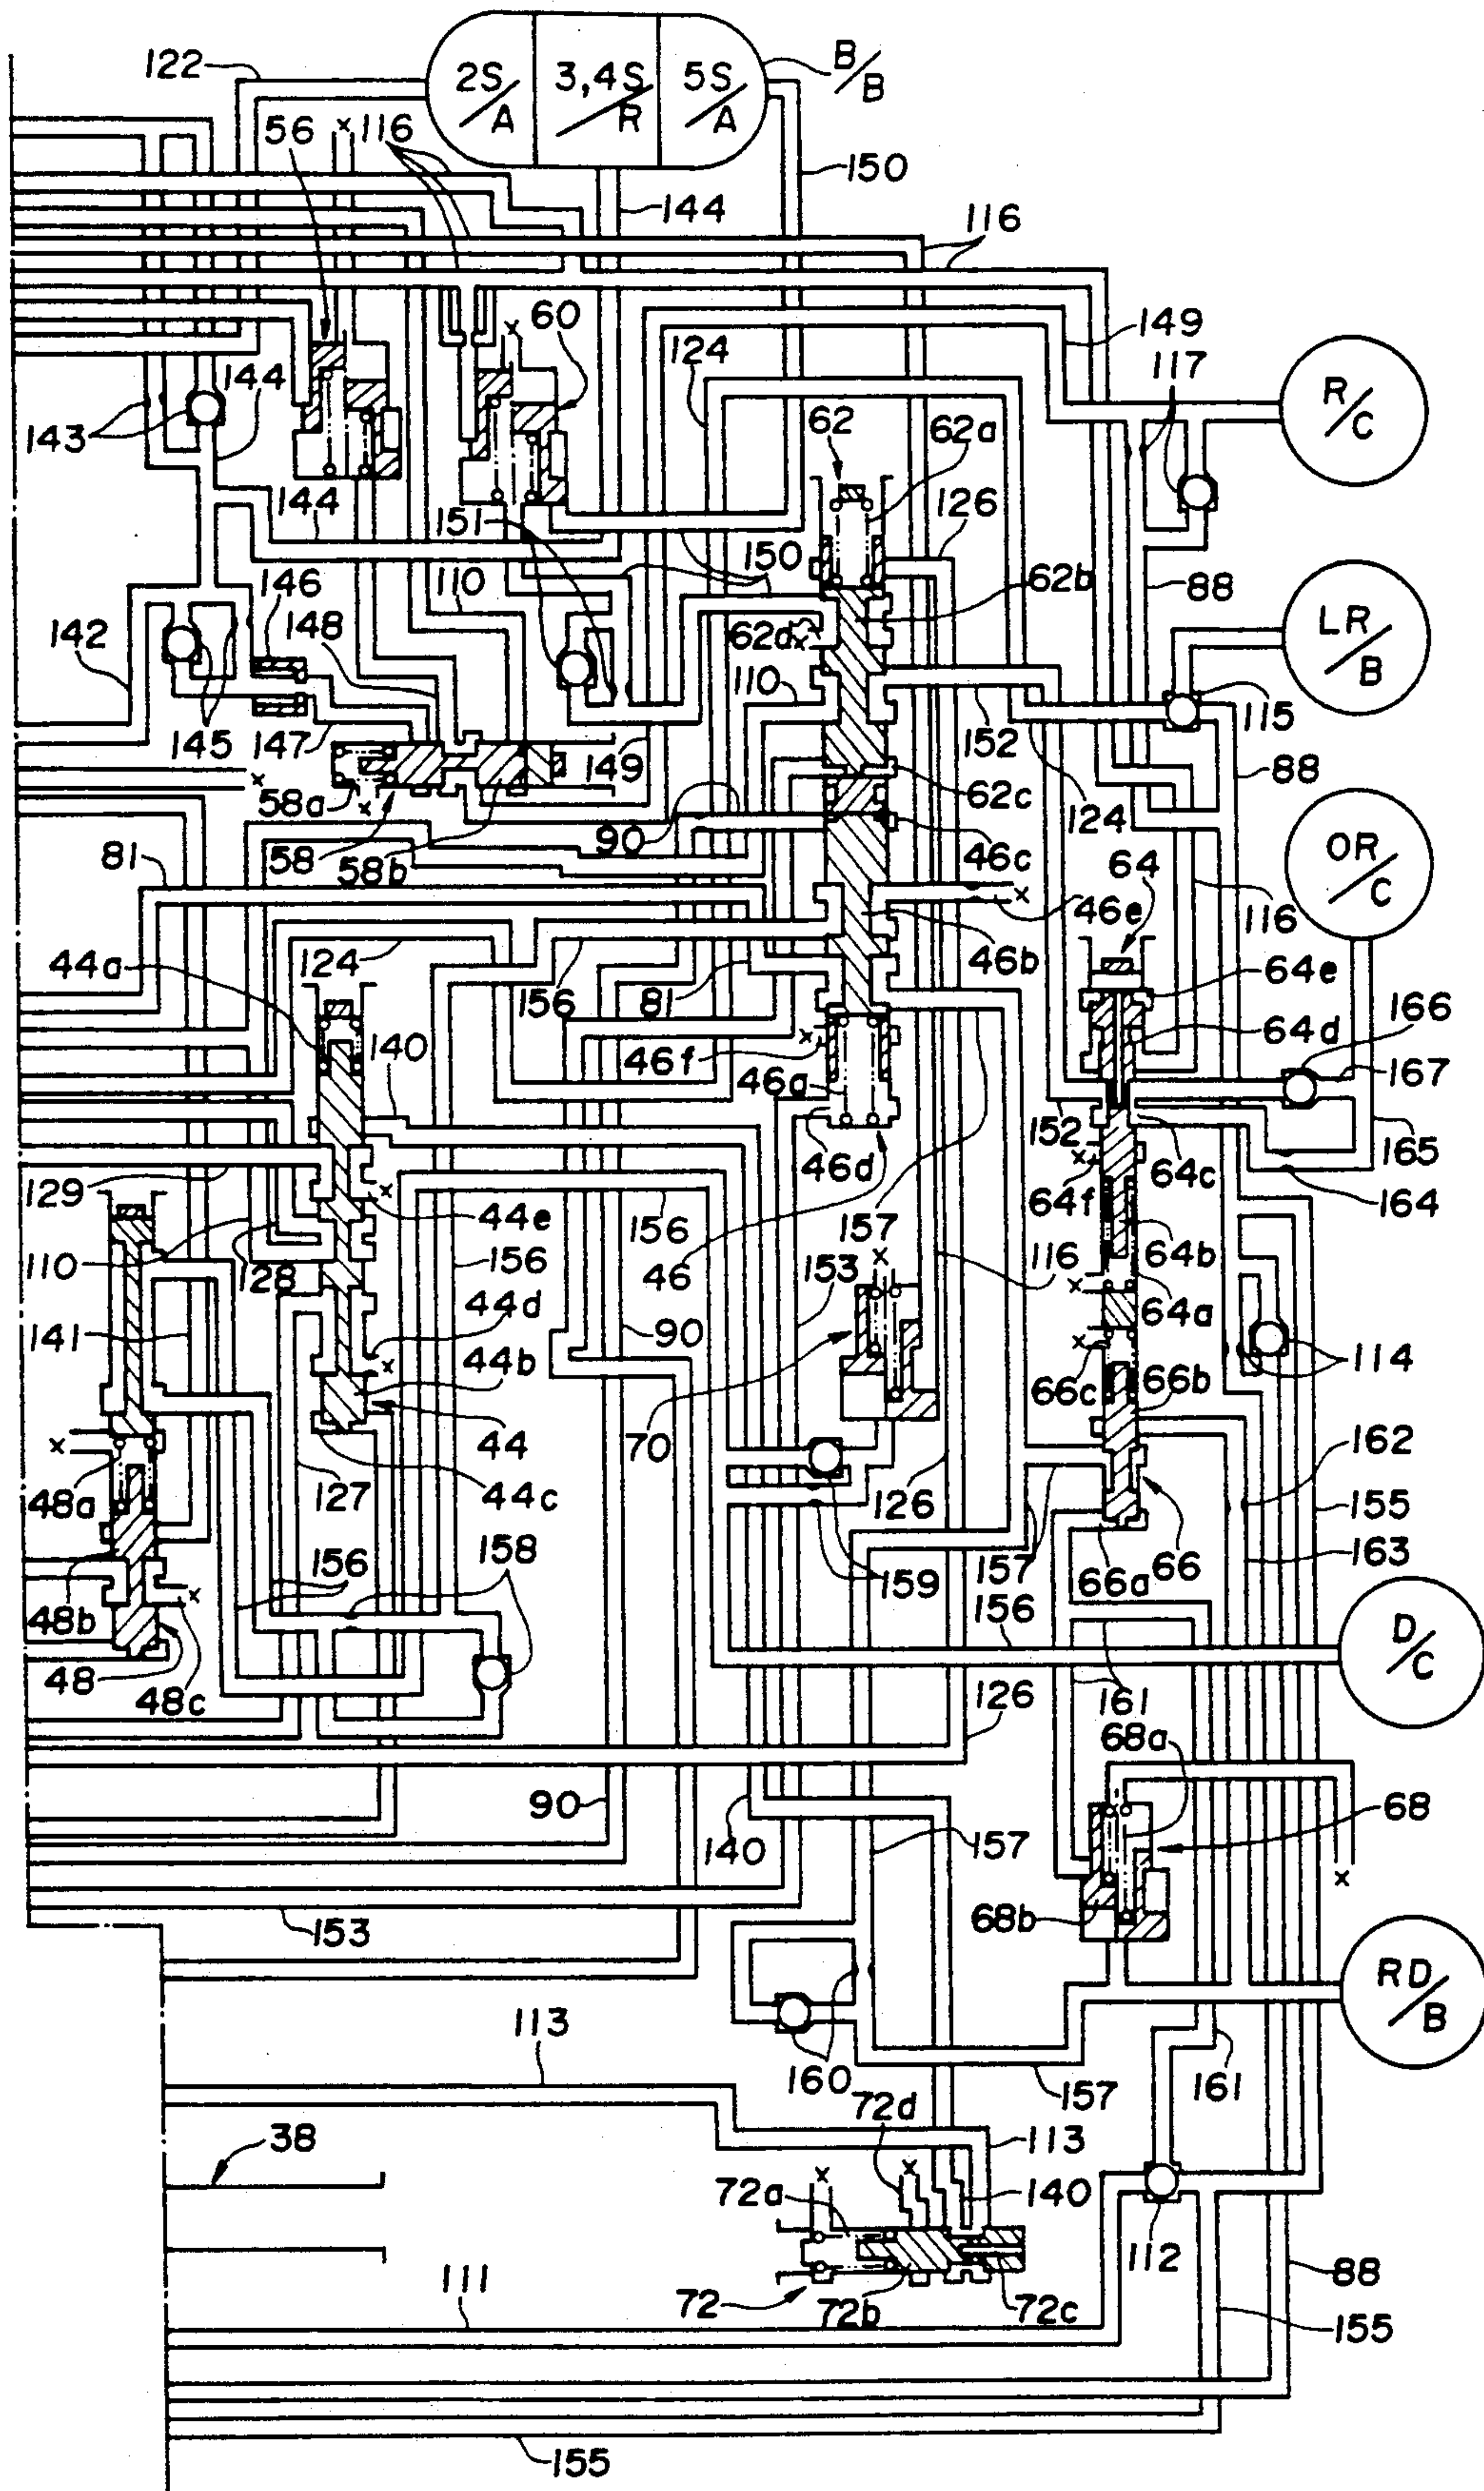 122
2S/A
3,4S/R
5S/A
B/B
56
116
150
144
116
60
149
117
R/C
143
144
124
62
62a
144
151
126
150
146
110
62b
88
LR/B
142
148
62d
110
115
145
147
149
152
88
58a
90
62c
124
81
58
58b
46c
64
OR/C
46e
116
44a
124
156
81
46b
64e
166
140
46f
64d
46a
167
152
129
46d
64c
165
44e
156
157
64f
164
110
128
156
46
153
116
64b
141
44d
90
64a
44b
66c
66b
114
70
44
162
48a
127
44c
126
155
156
158
157
66
163
48b
159
66a
156
D/C
48
48c
126
161
68a
90
140
157
68
68b
153
RD/B
113
160
157
161
72d
38
113
72a
140
112
111
72
72b
72c
88
155
155